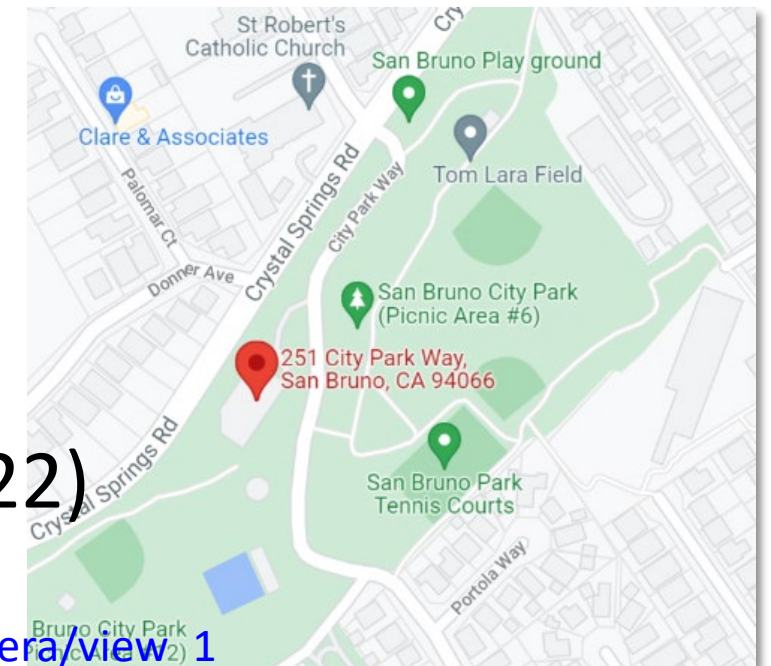 Cry
St Robert's
Catholic Church
San Bruno Play ground
Clare & Associates
Tom Lara Field
Palomar Ct
Crystal Springs Rd
City Park Way
Donner Ave
San Bruno City Park
(Picnic Area #6)
251 City Park Way,
San Bruno, CA 94066
22)
Crystal Springs Rd
San Bruno Park
Tennis Courts
Portola Way
Bruno City Park
era/view_1